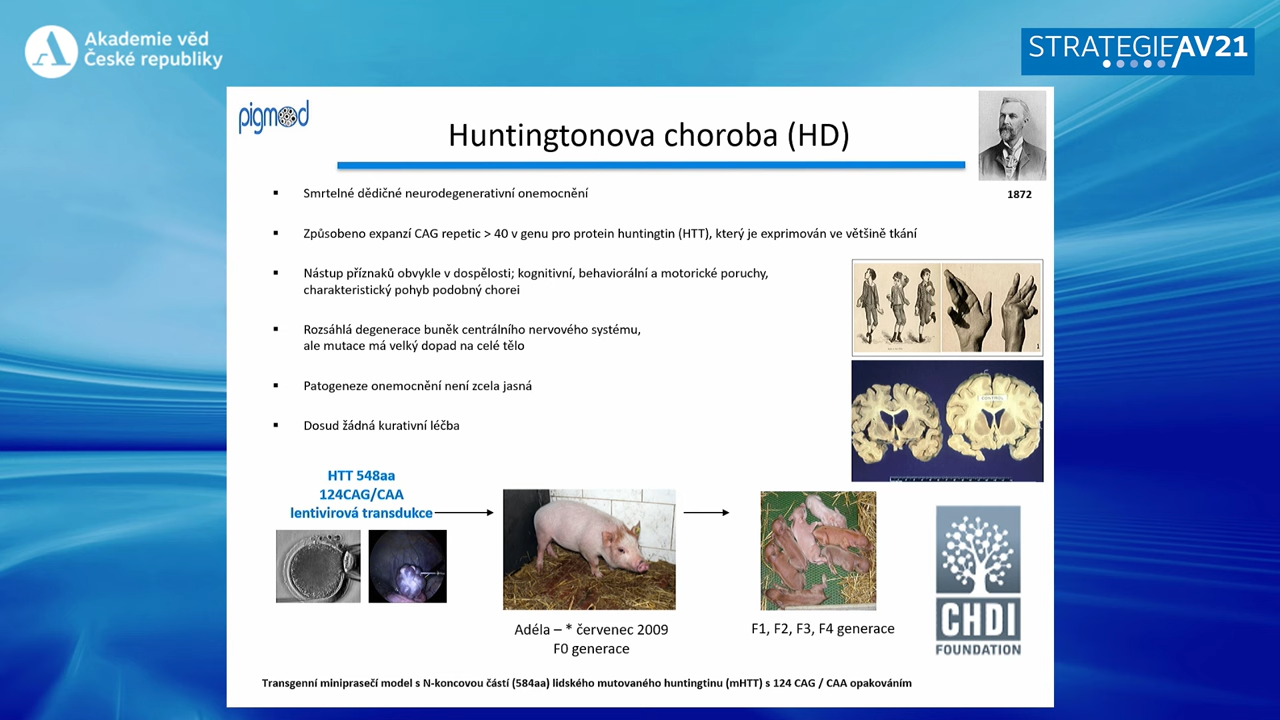 Akademie věd
České republiky
STRATEGIE AV21
pigmod
Huntingtonova choroba (HD)
1872
Smrtelné dědičné neurodegenerativní onemocnění
Způsobeno expanzí CAG repetic > 40 v genu pro protein huntingtin (HTT), který je exprimován ve většině tkání
Nástup příznaků obvykle v dospělosti; kognitivní, behaviorální a motorické poruchy,
charakteristický pohyb podobný chorei
Rozsáhlá degenerace buněk centrálního nervového systému,
ale mutace má velký dopad na celé tělo
Patogeneze onemocnění není zcela jasná
Dosud žádná kurativní léčba
1
CONTROL
HTT 548aa
124CAG/CAA
lentivirová transdukce
Adéla – * červenec 2009
F0 generace
F1, F2, F3, F4 generace
CHDI
FOUNDATION
Transgenní miniprasečí model s N-koncovou částí (584aa) lidského mutovaného huntingtinu (mHTT) s 124 CAG / CAA opakováním